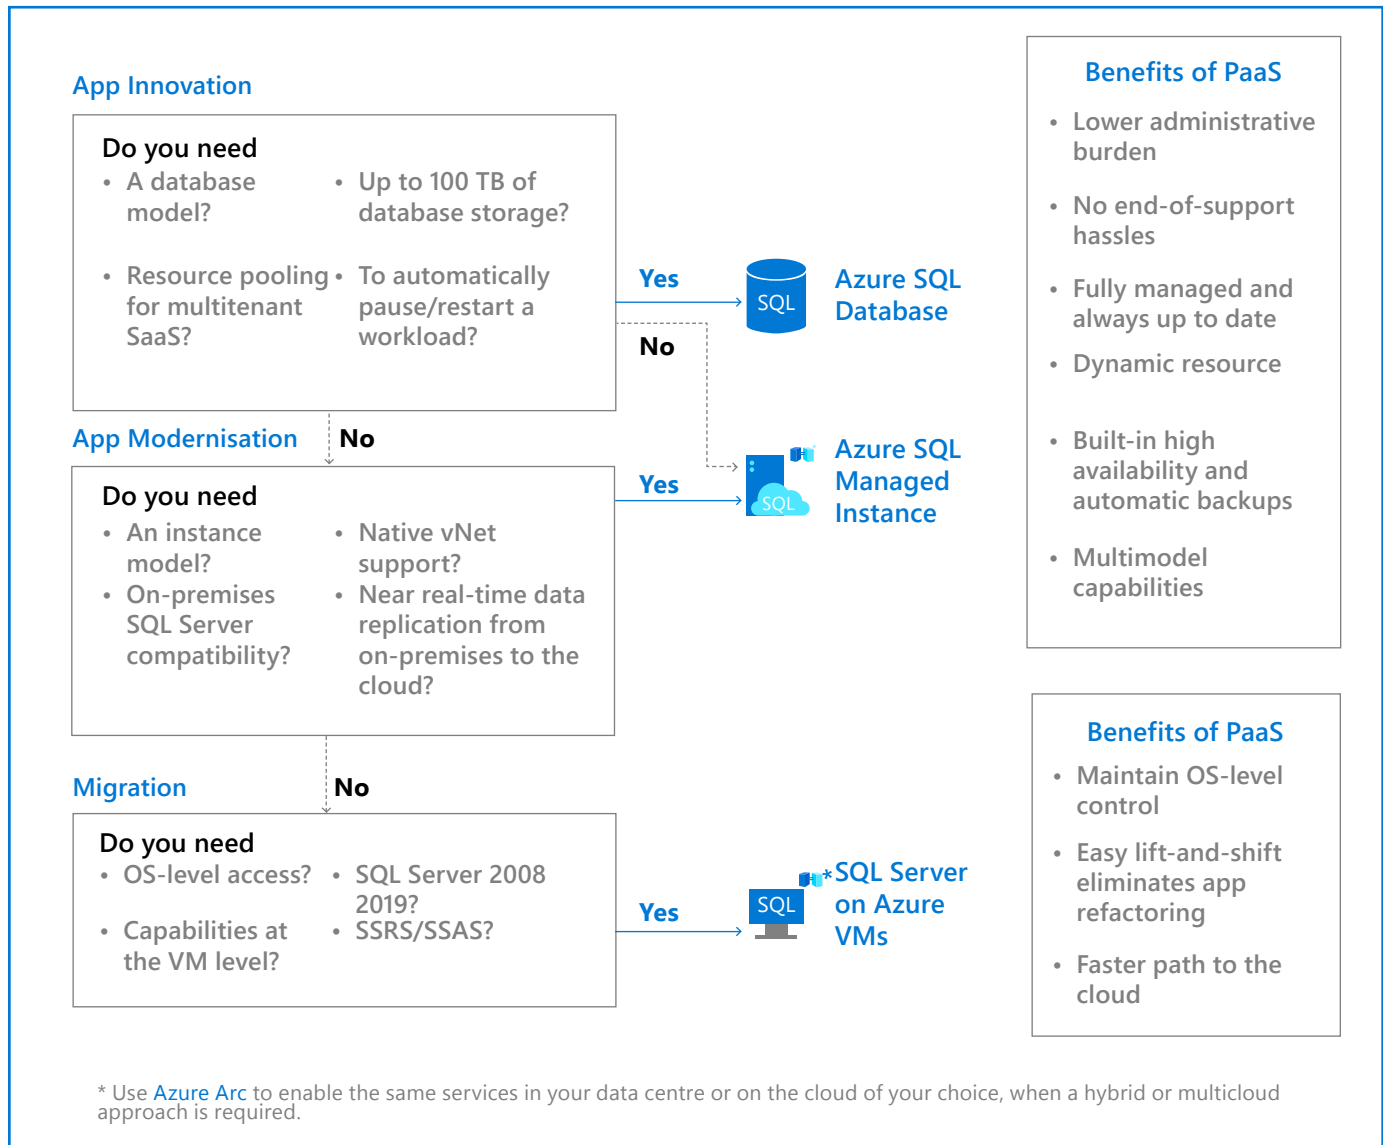 App Innovation
Do you need
• A database
model?
• Up to 100 TB of
database storage?
• Resource pooling
for multitenant
SaaS?
• To automatically
pause/restart a
workload?
Yes
SQL
Azure SQL
Database
No
App Modernisation
No
Do you need
• An instance
model?
• Native vNet
support?
• On-premises
SQL Server
compatibility?
• Near real-time data
replication from
on-premises to the
cloud?
Yes
SQL
Azure SQL
Managed
Instance
Migration
No
Do you need
• OS-level access?
• SQL Server 2008
2019?
• Capabilities at
the VM level?
• SSRS/SSAS?
Yes
SQL
*SQL Server
on Azure
VMs
Benefits of PaaS
• Lower administrative
burden
• No end-of-support
hassles
• Fully managed and
always up to date
• Dynamic resource
• Built-in high
availability and
automatic backups
• Multimodel
capabilities
Benefits of PaaS
• Maintain OS-level
control
• Easy lift-and-shift
eliminates app
refactoring
• Faster path to the
cloud
* Use Azure Arc to enable the same services in your data centre or on the cloud of your choice, when a hybrid or multicloud
approach is required.